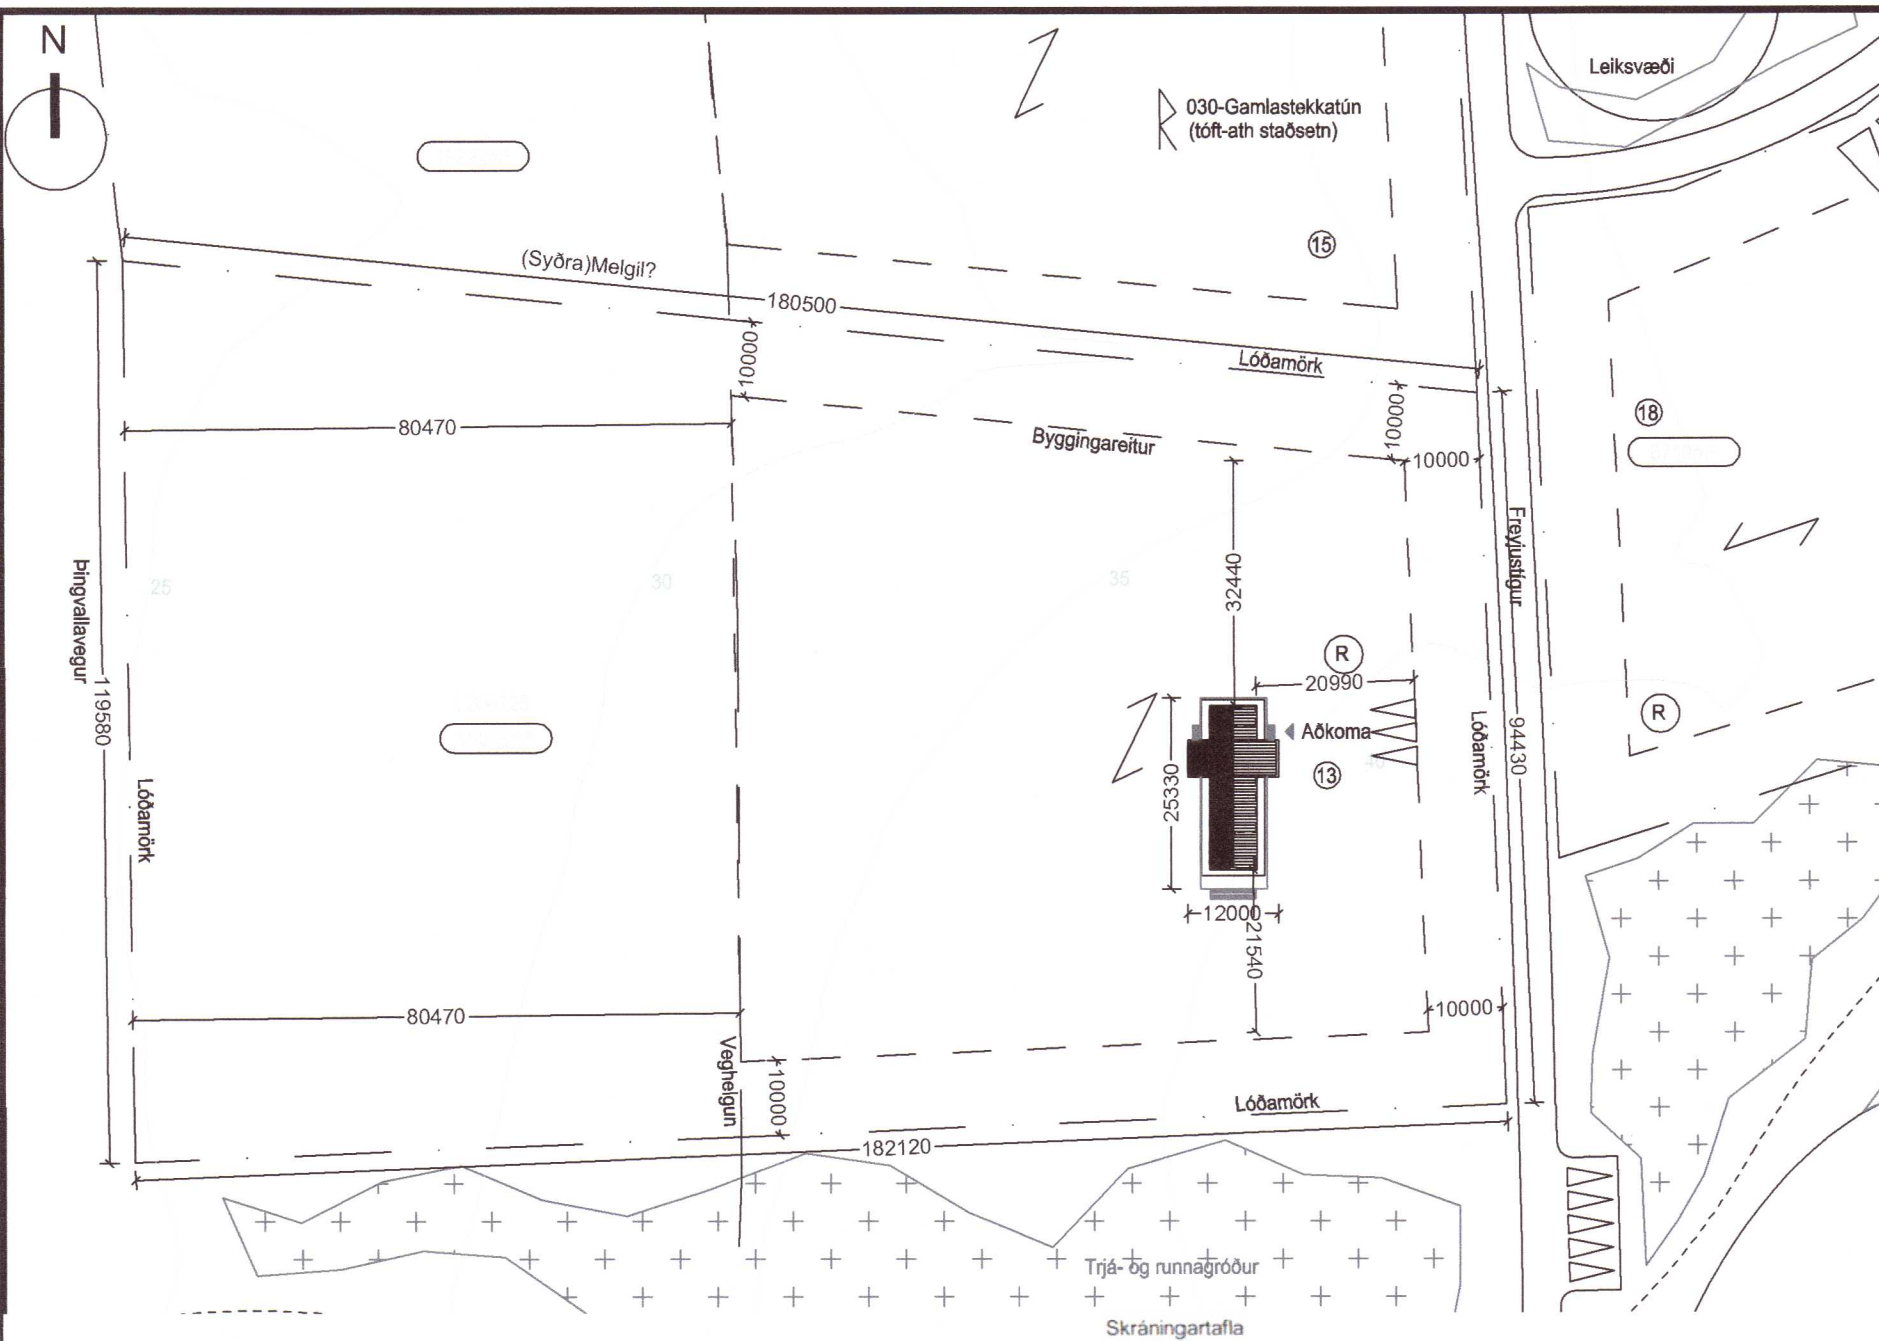 N
Leiksvæði
030-Gamlastekkatún
(tóft-ath staðsetn)
15
(Syðra)Melgil?
180500
10000
Lóðamörk
80470
Byggingareitur
10000
10000
18
Freyjustígur
Þingvallavegur
25
30
35
32440
R
20990
119580
Aðkoma
13
40
25330
Lóðamörk
94430
R
Lóðamörk
12000
21540
80470
10000
Veghelgun
10000
Lóðamörk
182120
Trjá- og runnagróður
Skráningartafla